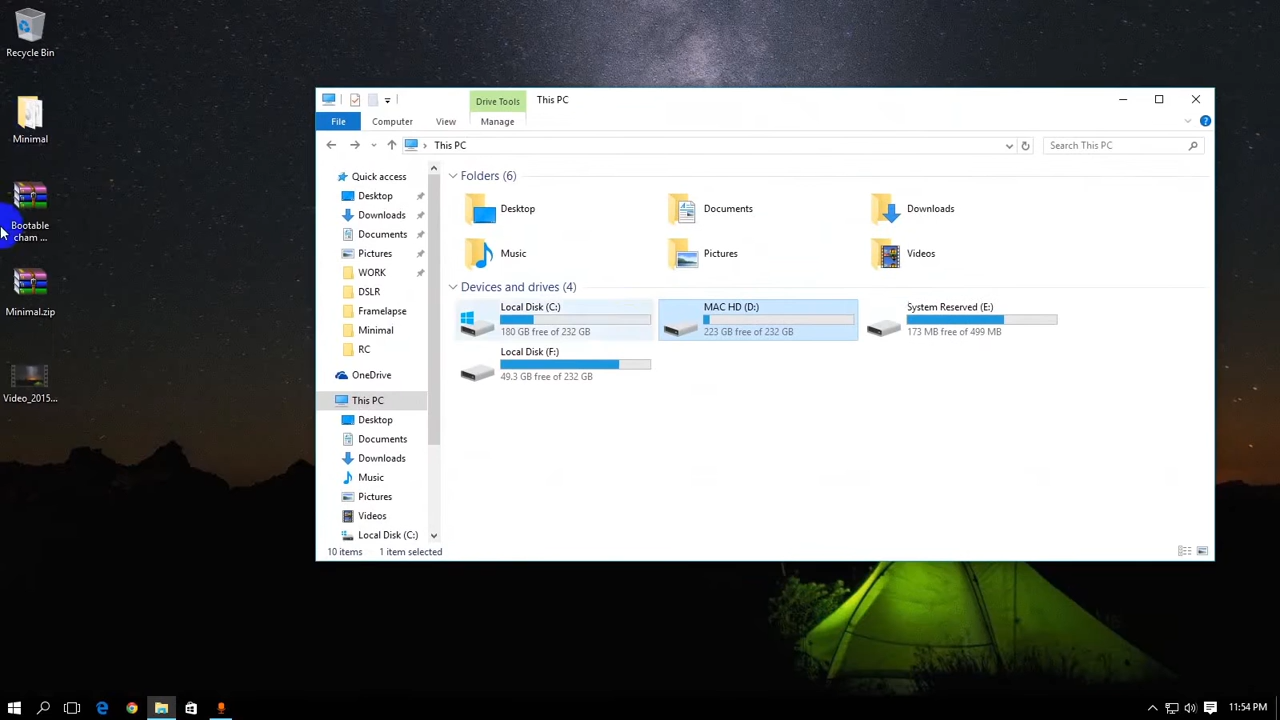 Recycle Bin
Minimal
Bootable
cham ...
Minimal.zip
Video_2015...
Drive Tools
This PC
File
Computer
View
Manage
This PC
Search This PC
Quick access
Desktop
Downloads
Documents
Pictures
WORK
DSLR
Framelapse
Minimal
RC
OneDrive
This PC
Desktop
Documents
Downloads
Music
Pictures
Videos
Local Disk (C:)
Folders (6)
Desktop
Documents
Downloads
Music
Pictures
Videos
Devices and drives (4)
Local Disk (C:)
180 GB free of 232 GB
MAC HD (D:)
223 GB free of 232 GB
System Reserved (E:)
173 MB free of 499 MB
Local Disk (F:)
49.3 GB free of 232 GB
10 items
1 item selected
11:54 PM